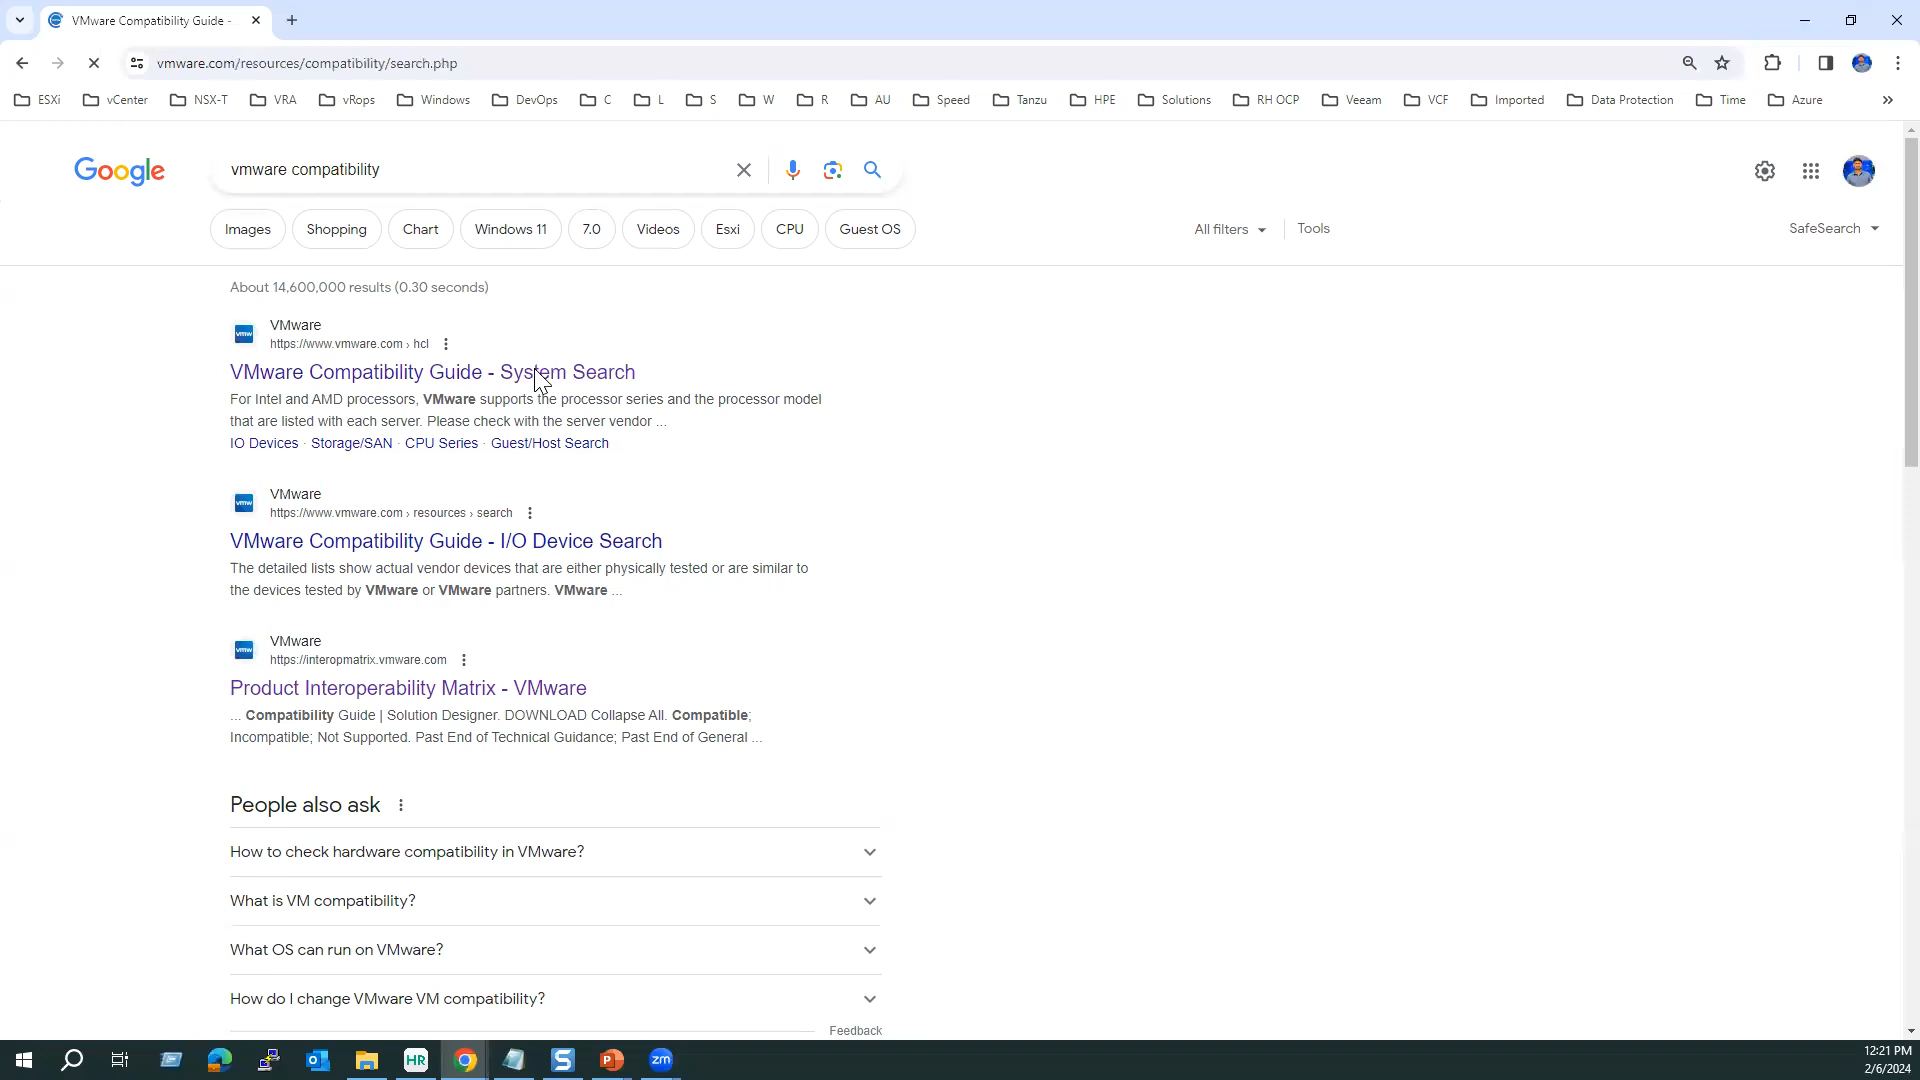 VMware Compatibility Guide -
vmware.com/resources/compatibility/search.php
ESXi vCenter NSX-T VRA vRops Windows DevOps C L S W R AU Speed Tanzu HPE Solutions RH OCP Veeam VCF Imported Data Protection Time Azure
Google
vmware compatibility
Images Shopping Chart Windows 11 7.0 Videos Esxi CPU Guest OS All filters Tools SafeSearch
About 14,600,000 results (0.30 seconds)
vmw
VMware
https://www.vmware.com › hcl
VMware Compatibility Guide - System Search
For Intel and AMD processors, VMware supports the processor series and the processor model
that are listed with each server. Please check with the server vendor ...
IO Devices · Storage/SAN · CPU Series · Guest/Host Search
vmw
VMware
https://www.vmware.com › resources › search
VMware Compatibility Guide - I/O Device Search
The detailed lists show actual vendor devices that are either physically tested or are similar to
the devices tested by VMware or VMware partners. VMware ...
vmw
VMware
https://interopmatrix.vmware.com
Product Interoperability Matrix - VMware
... Compatibility Guide | Solution Designer. DOWNLOAD Collapse All. Compatible;
Incompatible; Not Supported. Past End of Technical Guidance; Past End of General ...
People also ask
How to check hardware compatibility in VMware?
What is VM compatibility?
What OS can run on VMware?
How do I change VMware VM compatibility?
Feedback
HR
S
P
zm
12:21 PM
2/6/2024